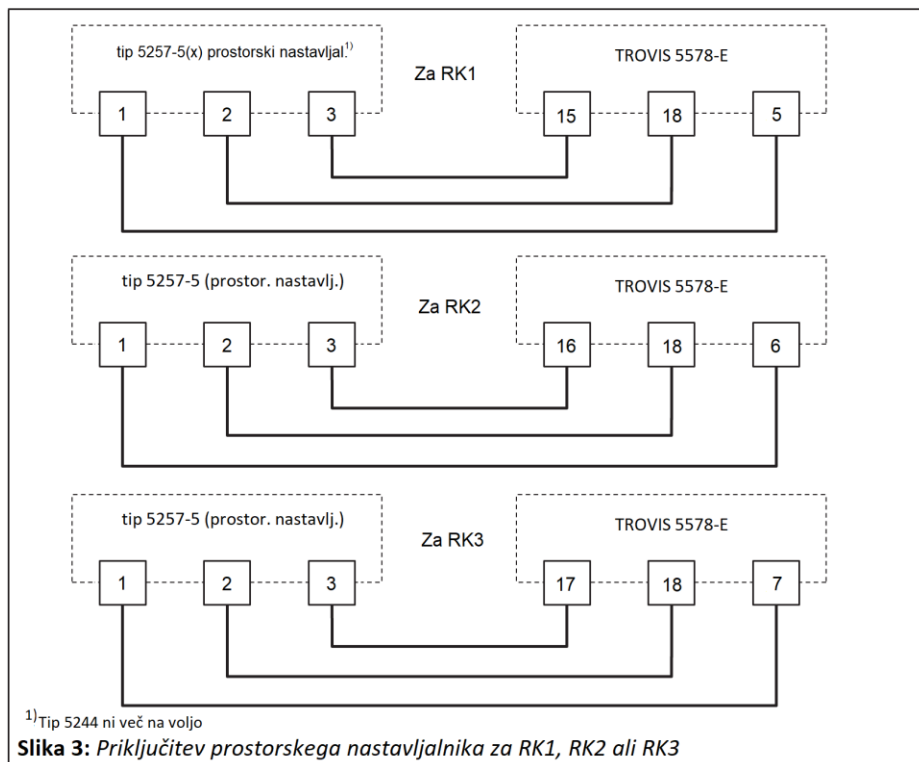 tip 5257-5(x) prostorski nastavljal.1)
Za RK1
TROVIS 5578-E
1 2 3 15 18 5
tip 5257-5 (prostor. nastavlj.)
Za RK2
TROVIS 5578-E
1 2 3 16 18 6
tip 5257-5 (prostor. nastavlj.)
Za RK3
TROVIS 5578-E
1 2 3 17 18 7
1)Tip 5244 ni več na voljo
Slika 3: Priključitev prostorskega nastavljalnika za RK1, RK2 ali RK3